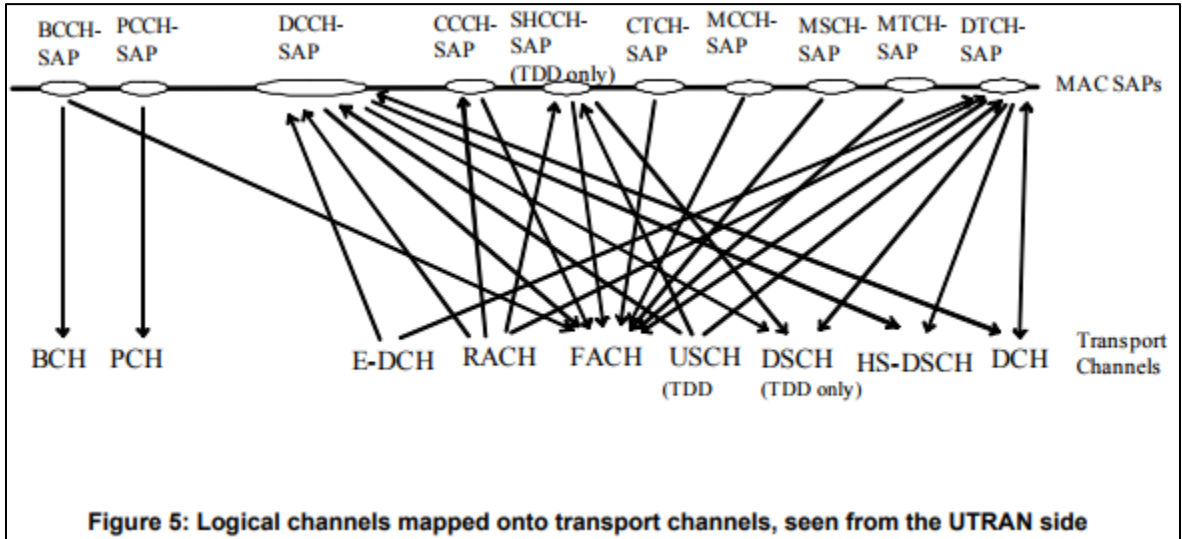 BCCH-
SAP
PCCH-
SAP
DCCH-
SAP
CCCH-
SAP
SHCCH-
SAP
(TDD only)
CTCH-
SAP
MCCH-
SAP
MSCH-
SAP
MTCH-
SAP
DTCH-
SAP
MAC SAPs
BCH
PCH
E-DCH
RACH
FACH
USCH
(TDD
DSCH
(TDD only)
HS-DSCH
DCH
Transport
Channels
Figure 5: Logical channels mapped onto transport channels, seen from the UTRAN side